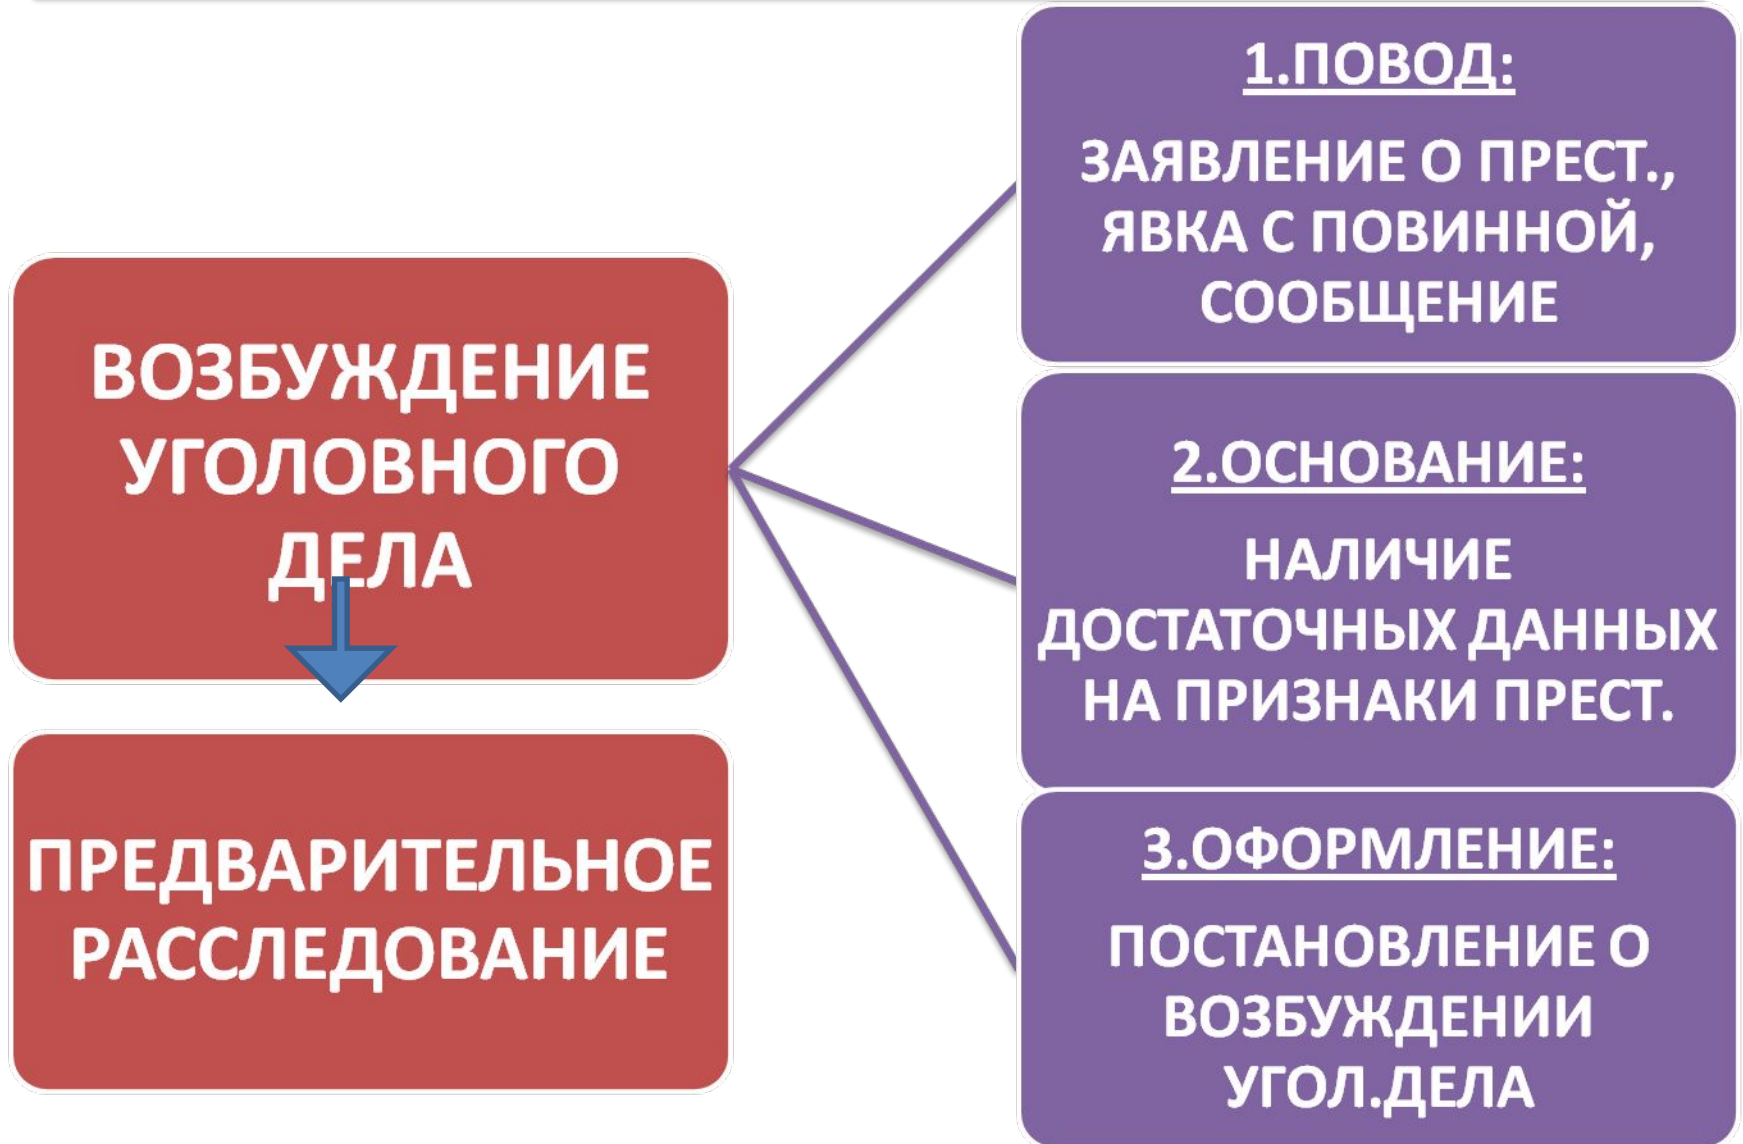 ВОЗБУЖДЕНИЕ
УГОЛОВНОГО
ДЕЛА
ПРЕДВАРИТЕЛЬНОЕ
РАССЛЕДОВАНИЕ
1.ПОВОД:
ЗАЯВЛЕНИЕ О ПРЕСТ.,
ЯВКА С ПОВИННОЙ,
СООБЩЕНИЕ
2.ОСНОВАНИЕ:
НАЛИЧИЕ
ДОСТАТОЧНЫХ ДАННЫХ
НА ПРИЗНАКИ ПРЕСТ.
3.ОФОРМЛЕНИЕ:
ПОСТАНОВЛЕНИЕ О
ВОЗБУЖДЕНИИ
УГОЛ.ДЕЛА